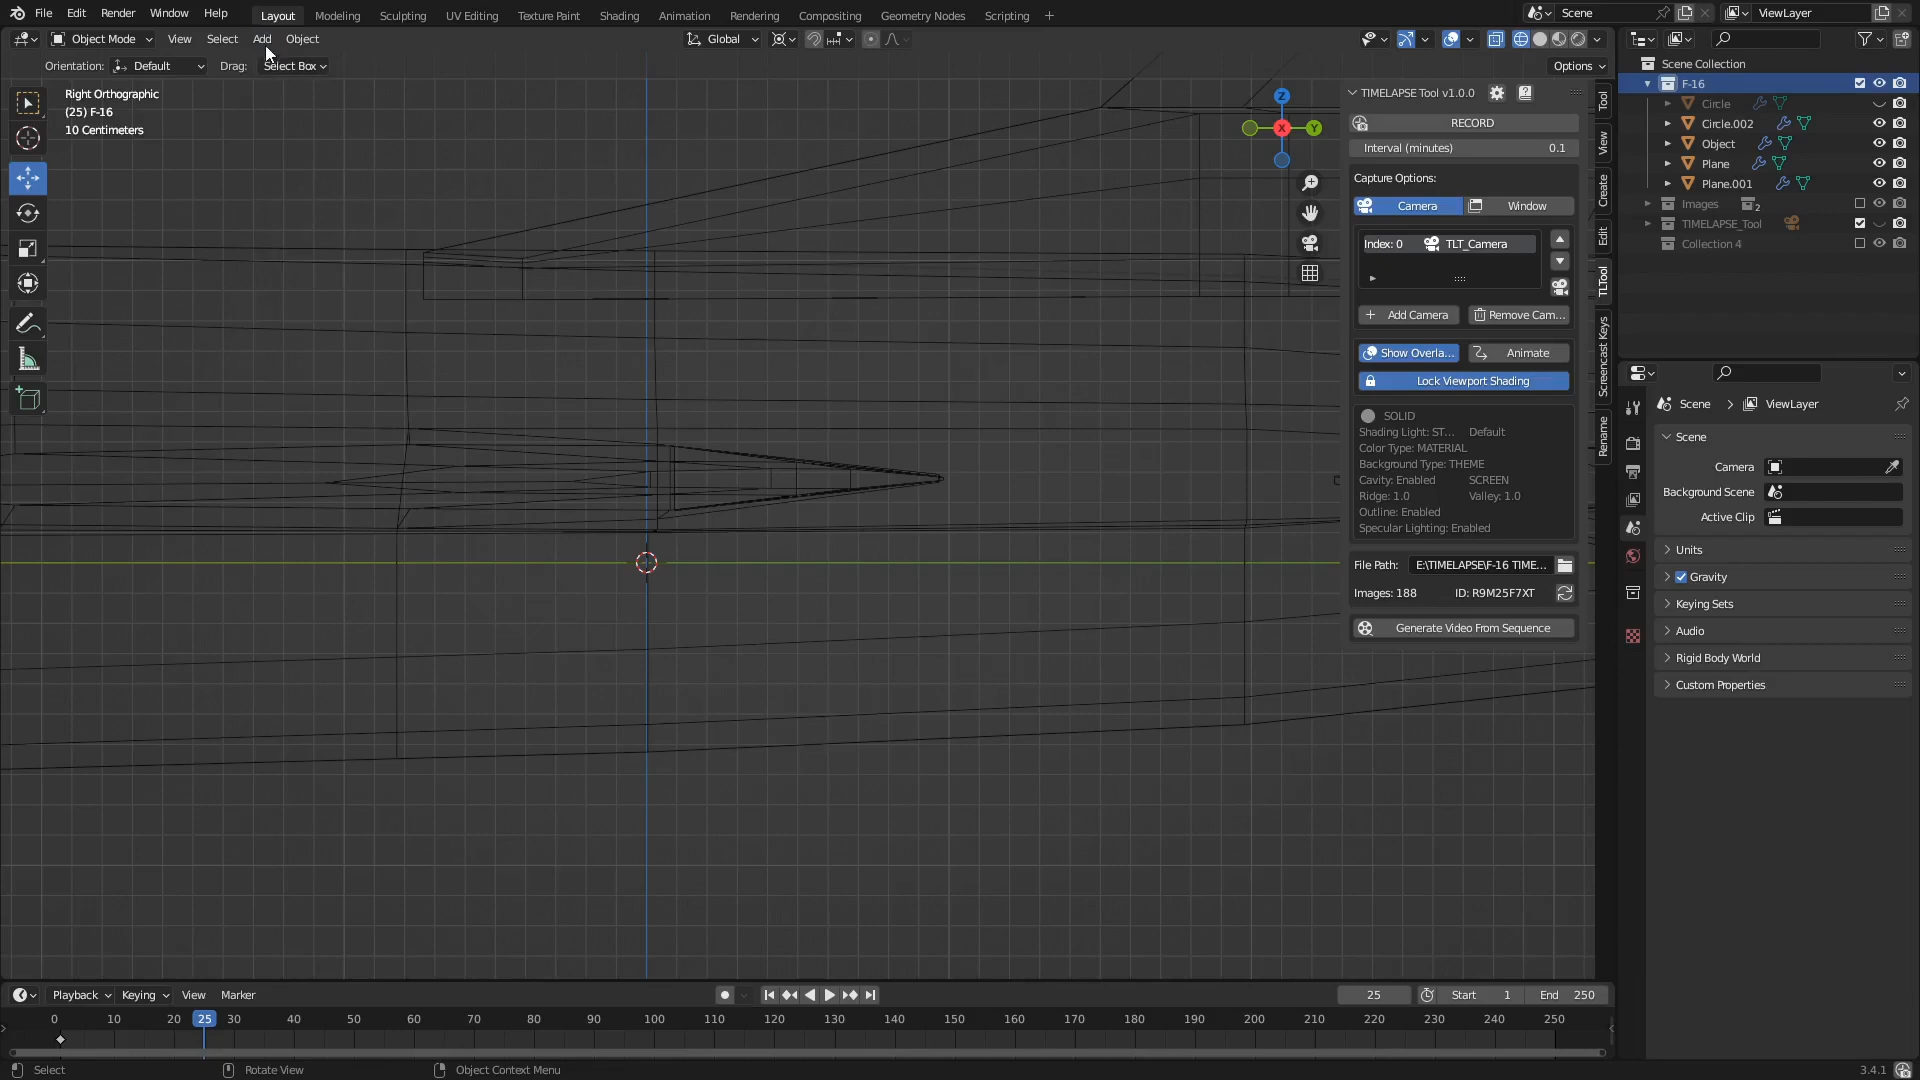 File Edit Render Window Help Layout Modeling Sculpting UV Editing Texture Paint Shading Animation Rendering Compositing Geometry Nodes Scripting + Scene ViewLayer
Object Mode View Select Add Object Global
Orientation: Default Drag: Select Box Options
Right Orthographic
(25) F-16
10 Centimeters
Z
X
Y
TIMELAPSE Tool v1.0.0
RECORD
Interval (minutes) 0.1
Capture Options:
Camera Window
Index: 0 TLT_Camera
Add Camera Remove Cam...
Show Overla... Animate
Lock Viewport Shading
SOLID
Shading Light: ST... Default
Color Type: MATERIAL
Background Type: THEME
Cavity: Enabled SCREEN
Ridge: 1.0 Valley: 1.0
Outline: Enabled
Specular Lighting: Enabled
File Path: E:\TIMELAPSE\F-16 TIME...
Images: 188 ID: R9M25F7XT
Generate Video From Sequence
Tool
View
Create
Edit
TLTool
Screencast Keys
Rename
Scene Collection
F-16
Circle
Circle.002
Object
Plane
Plane.001
Images 2
TIMELAPSE_Tool
Collection 4
Scene ViewLayer
Scene
Camera
Background Scene
Active Clip
Units
Gravity
Keying Sets
Audio
Rigid Body World
Custom Properties
Playback Keying View Marker 25 Start 1 End 250
0 10 20 25 30 40 50 60 70 80 90 100 110 120 130 140 150 160 170 180 190 200 210 220 230 240 250
Select Rotate View Object Context Menu 3.4.1